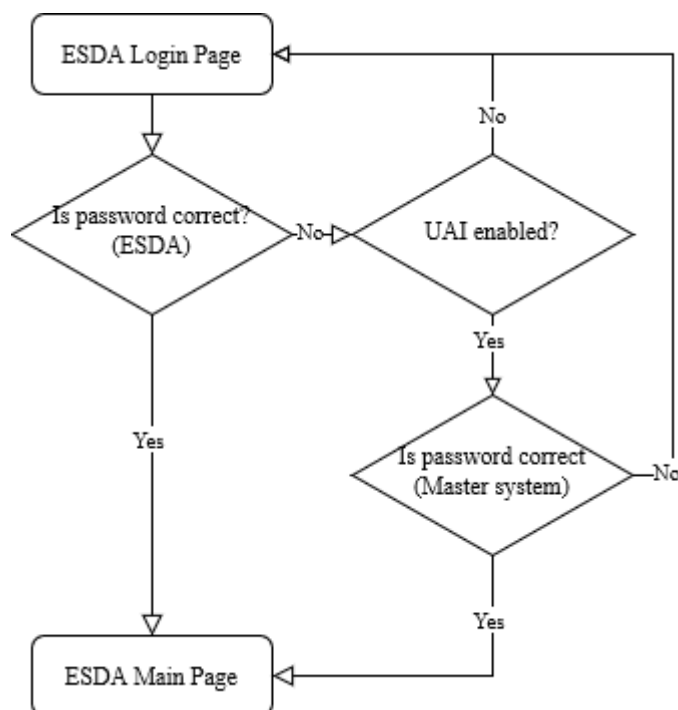 ESDA Login Page
No
Is password correct?
(ESDA)
No
UAI enabled?
Yes
Yes
Is password correct
(Master system)
No
Yes
ESDA Main Page